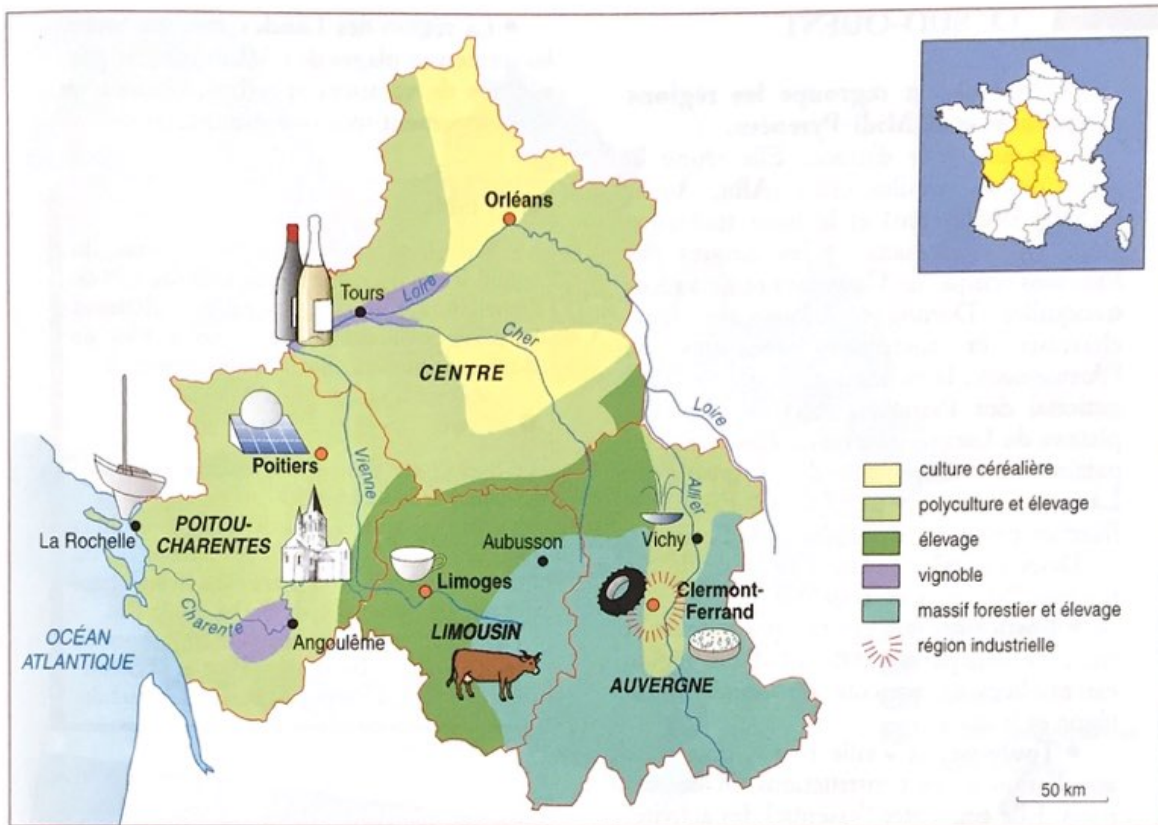 Orléans
Loire
Tours
Cher
CENTRE
Loire
Poitiers
Vienne
Allier
POITOU-
CHARENTES
La Rochelle
Aubusson
Vichy
Limoges
Clermont-
Ferrand
Charente
Angoulême
LIMOUSIN
OCÉAN
ATLANTIQUE
AUVERGNE
culture céréalière
polyculture et élevage
élevage
vignoble
massif forestier et élevage
région industrielle
50 km